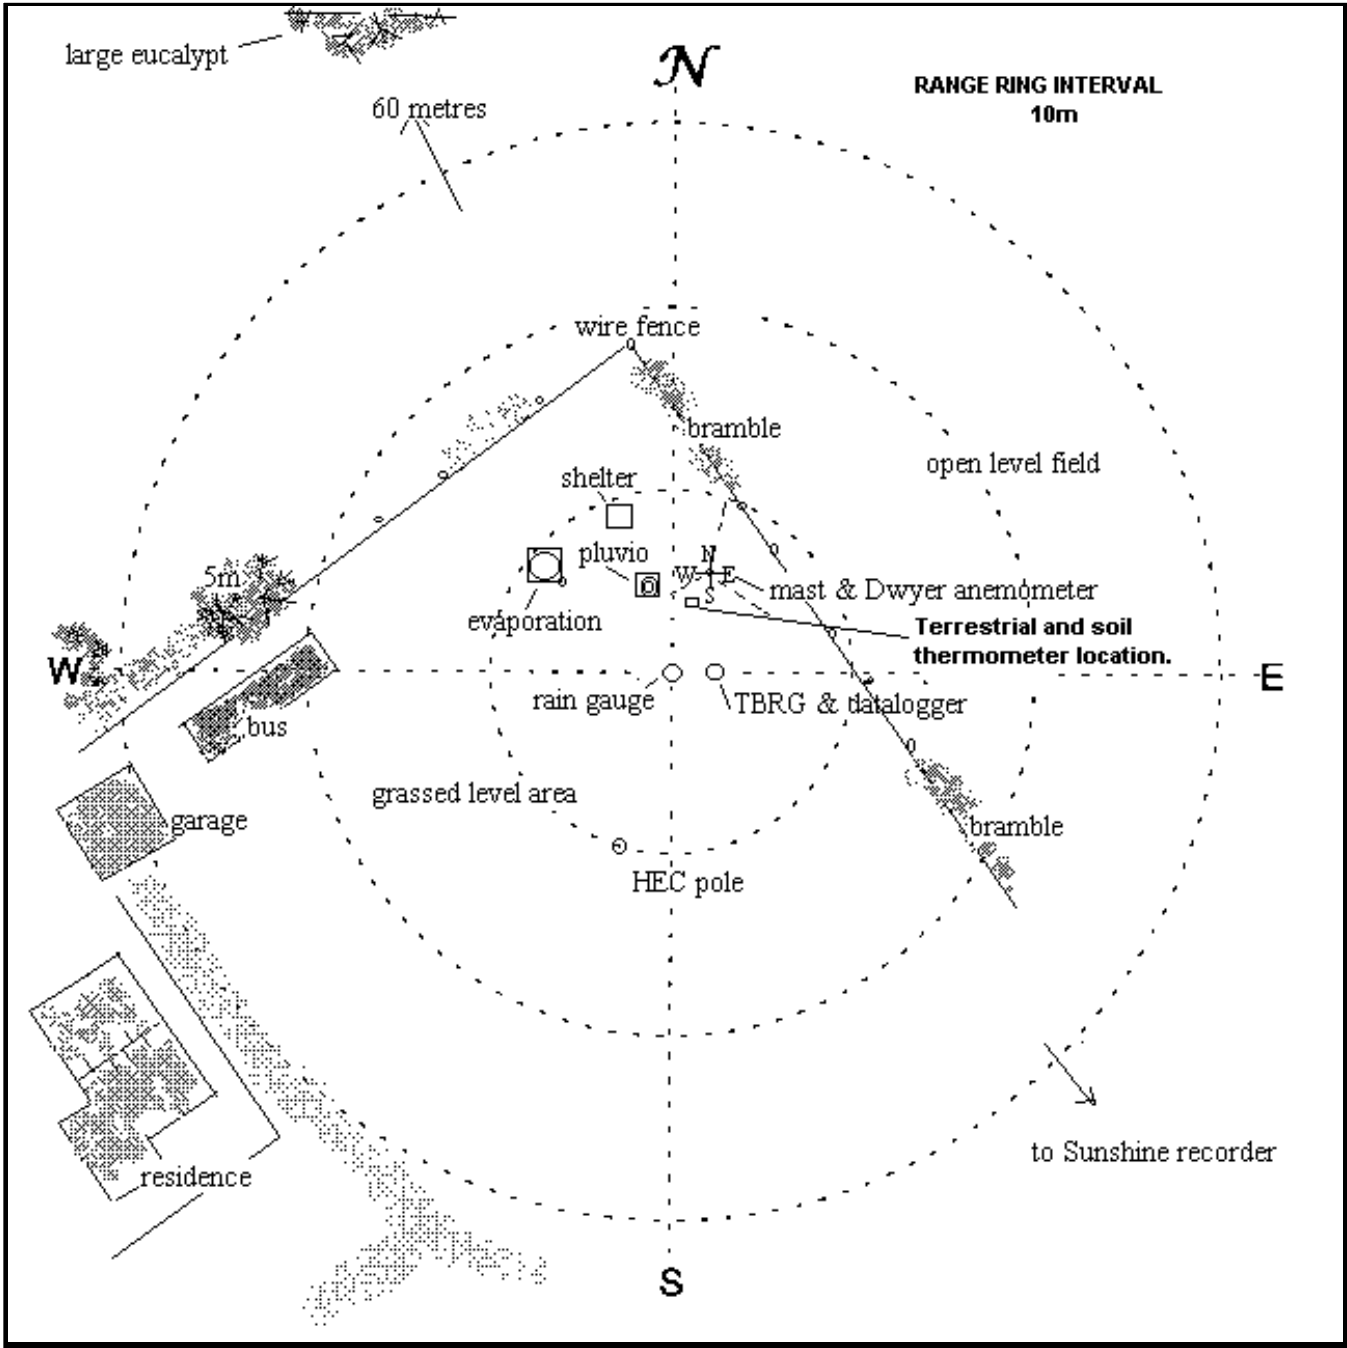 large eucalypt
N
RANGE RING INTERVAL
10m
60 metres
wire fence
bramble
open level field
shelter
pluvio
N
W
E
S
5m
evaporation
mast & Dwyer anemometer
Terrestrial and soil
thermometer location.
W
E
rain gauge
TBRG & datalogger
bus
grassed level area
garage
bramble
HEC pole
to Sunshine recorder
residence
S